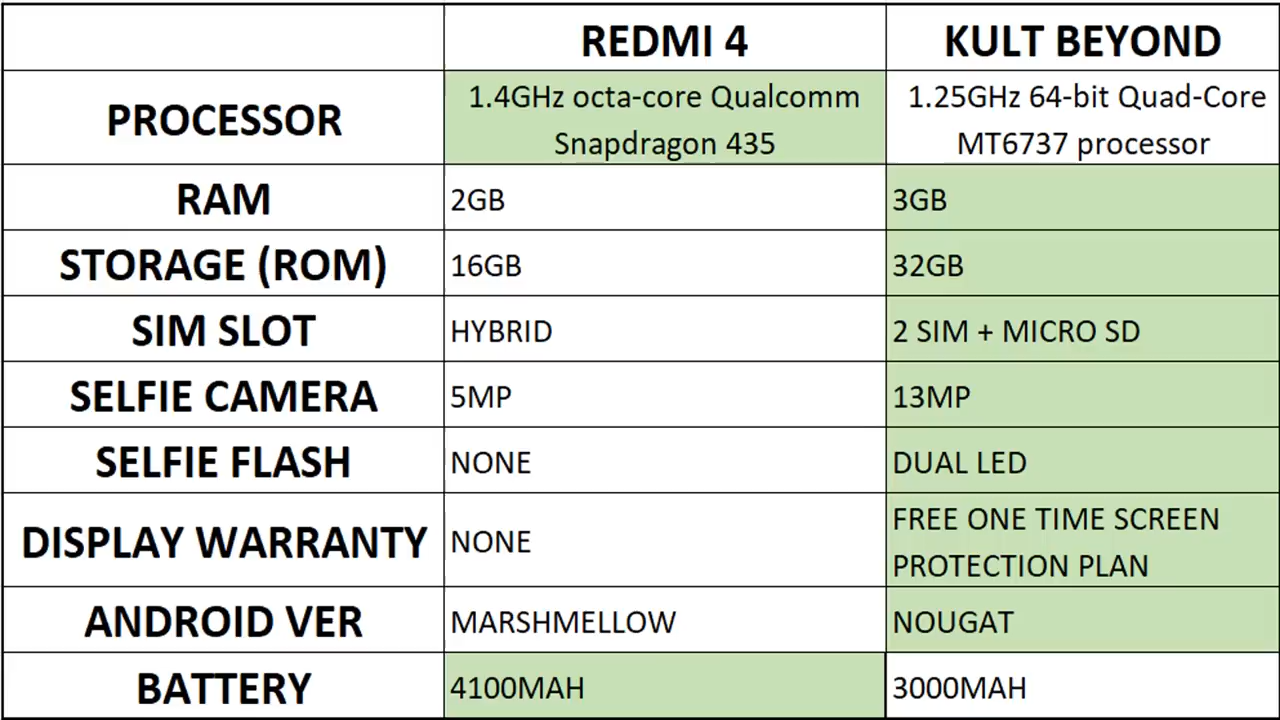 REDMI 4 KULT BEYOND
PROCESSOR 1.4GHz octa-core Qualcomm Snapdragon 435 1.25GHz 64-bit Quad-Core MT6737 processor
RAM 2GB 3GB
STORAGE (ROM) 16GB 32GB
SIM SLOT HYBRID 2 SIM + MICRO SD
SELFIE CAMERA 5MP 13MP
SELFIE FLASH NONE DUAL LED
DISPLAY WARRANTY NONE FREE ONE TIME SCREEN PROTECTION PLAN
ANDROID VER MARSHMELLOW NOUGAT
BATTERY 4100MAH 3000MAH